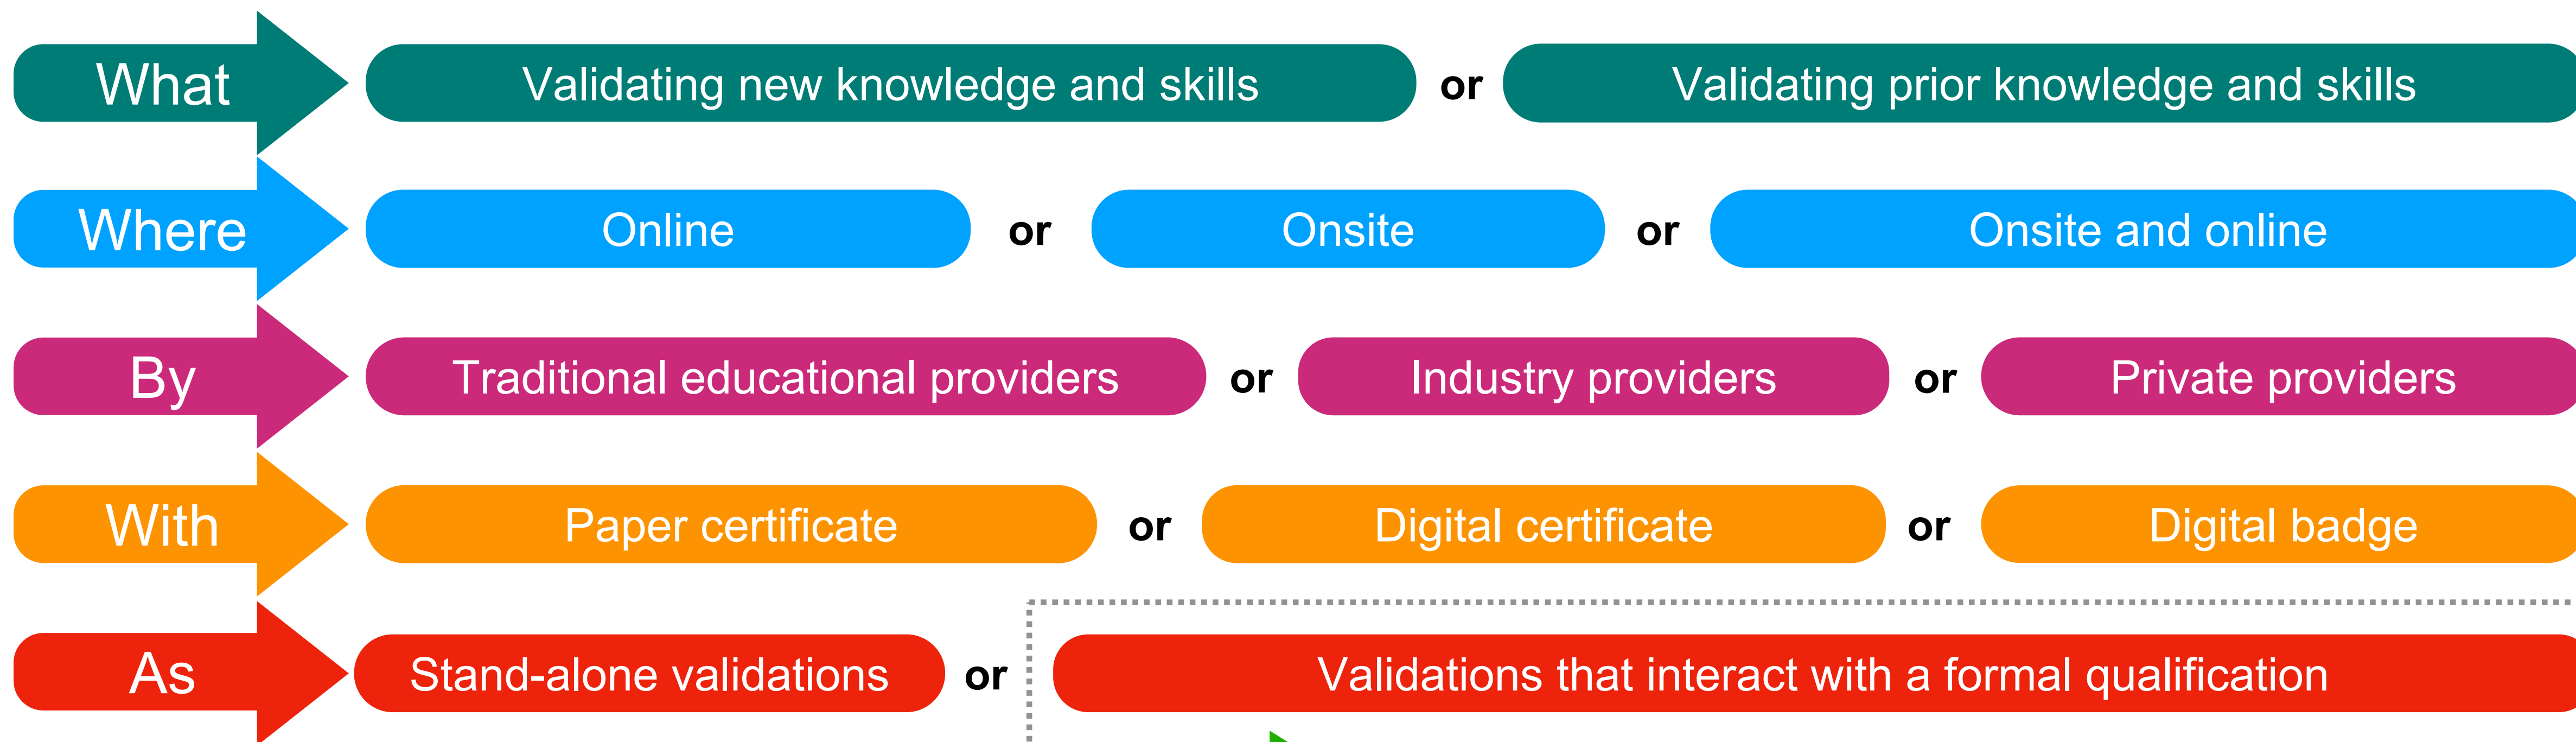 What Validating new knowledge and skills or Validating prior knowledge and skills
Where Online or Onsite or Onsite and online
By Traditional educational providers or Industry providers or Private providers
With Paper certificate or Digital certificate or Digital badge
As Stand-alone validations or Validations that interact with a formal qualification